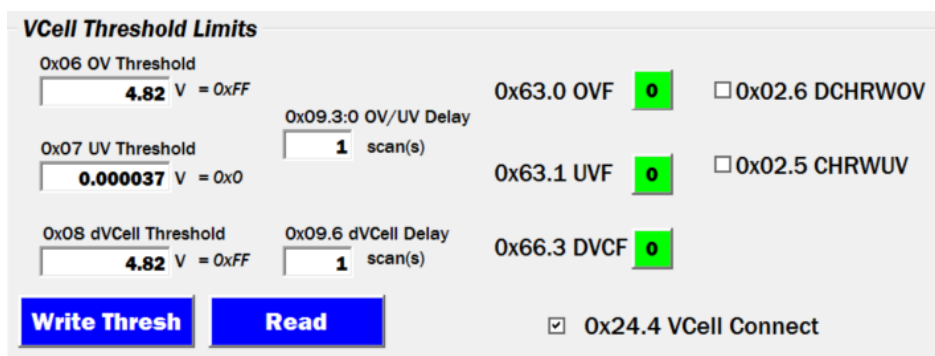 VCell Threshold Limits
0x06 OV Threshold
4.82 V = 0xFF
0x09.3:0 OV/UV Delay
1 scan(s)
0x07 UV Threshold
0.000037 V = 0x0
0x08 dVCell Threshold
4.82 V = 0xFF
0x09.6 dVCell Delay
1 scan(s)
0x63.0 OVF 0
0x02.6 DCHRWOV
0x63.1 UVF 0
0x02.5 CHRWUV
0x66.3 DVCF 0
Write Thresh
Read
0x24.4 VCell Connect